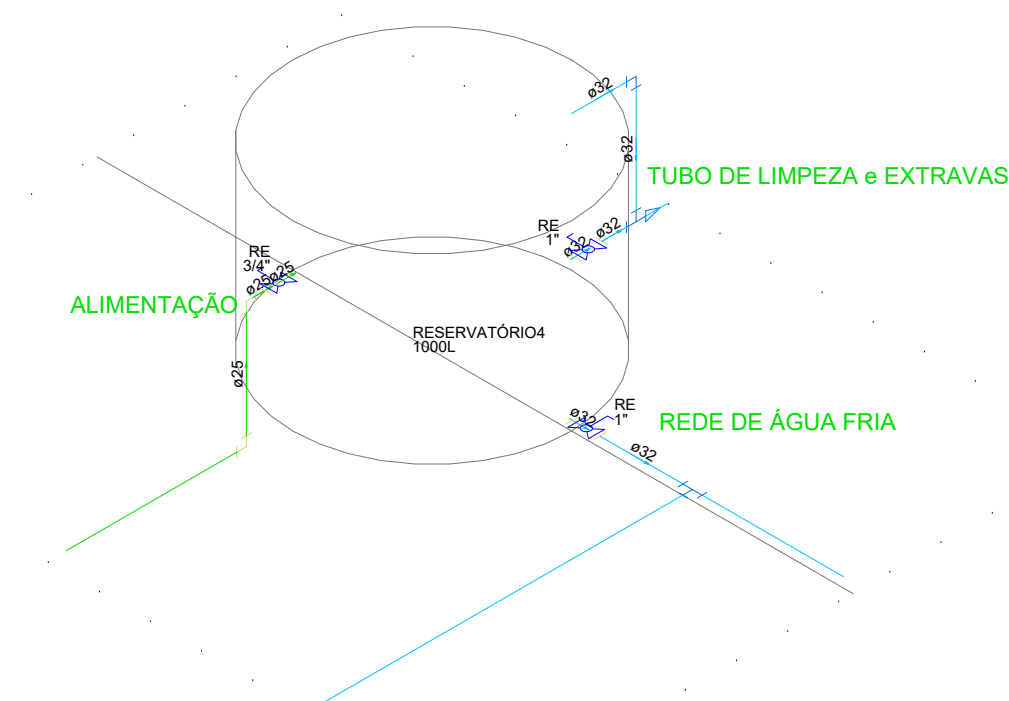 ø32
ø32
TUBO DE LIMPEZA e EXTRAVAS
RE
1"
ø32
ø32
RE
3/4"
ø25
ø25
ALIMENTAÇÃO
RESERVATÓRIO4
1000L
ø25
ø32
RE
1"
REDE DE ÁGUA FRIA
ø32